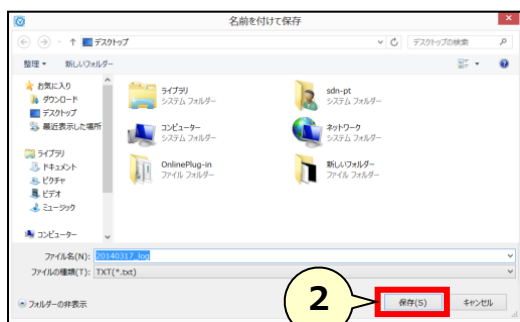 名前を付けて保存
デスクトップ
デスクトップの検索
整理 新しいフォルダー
お気に入り
ダウンロード
デスクトップ
最近表示した場所
ライブラリ
ドキュメント
ピクチャ
ビデオ
ミュージック
コンピューター
ライブラリ
システム フォルダー
sdn-pt
システム フォルダー
コンピューター
システム フォルダー
ネットワーク
システム フォルダー
OnlinePlug-in
ファイル フォルダー
新しいフォルダー
ファイル フォルダー
ファイル名(N): 20140317_log
ファイルの種類(T): TXT(*.txt)
フォルダーの非表示
2
保存(S)
キャンセル